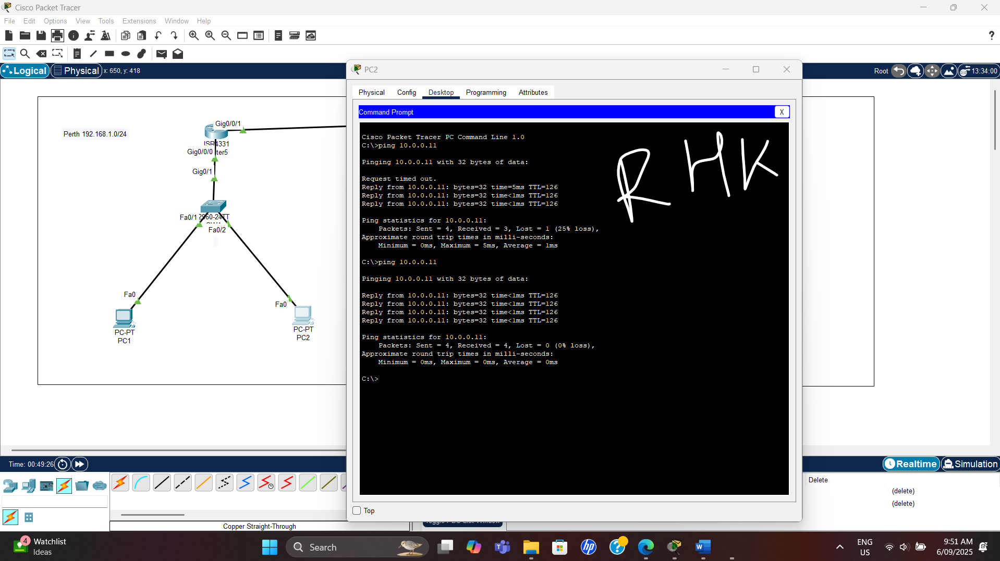 Cisco Packet Tracer
File Edit Options View Tools Extensions Window Help
?
Logical Physical x: 650, y: 418
Root 13:34:00
Perth 192.168.1.0/24
Gig0/0/1
ISR4331
Gig0/0/0 ter5
Gig0/1
Fa0/1 2960-24TT
Fa0/2
Fa0
PC-PT
PC1
Fa0
PC-PT
PC2
PC2
Physical Config Desktop Programming Attributes
Command Prompt X
Cisco Packet Tracer PC Command Line 1.0
C:\>ping 10.0.0.11
Pinging 10.0.0.11 with 32 bytes of data:
Request timed out.
Reply from 10.0.0.11: bytes=32 time=5ms TTL=126
Reply from 10.0.0.11: bytes=32 time<1ms TTL=126
Reply from 10.0.0.11: bytes=32 time<1ms TTL=126
Ping statistics for 10.0.0.11:
Packets: Sent = 4, Received = 3, Lost = 1 (25% loss),
Approximate round trip times in milli-seconds:
Minimum = 0ms, Maximum = 5ms, Average = 1ms
C:\>ping 10.0.0.11
Pinging 10.0.0.11 with 32 bytes of data:
Reply from 10.0.0.11: bytes=32 time<1ms TTL=126
Reply from 10.0.0.11: bytes=32 time<1ms TTL=126
Reply from 10.0.0.11: bytes=32 time<1ms TTL=126
Reply from 10.0.0.11: bytes=32 time<1ms TTL=126
Ping statistics for 10.0.0.11:
Packets: Sent = 4, Received = 4, Lost = 0 (0% loss),
Approximate round trip times in milli-seconds:
Minimum = 0ms, Maximum = 0ms, Average = 0ms
C:\>
R H K
Top
Time: 00:49:26
Realtime Simulation
Delete
(delete)
(delete)
Copper Straight-Through
4 Watchlist
Ideas
Search
hp
ENG
US
9:51 AM
6/09/2025